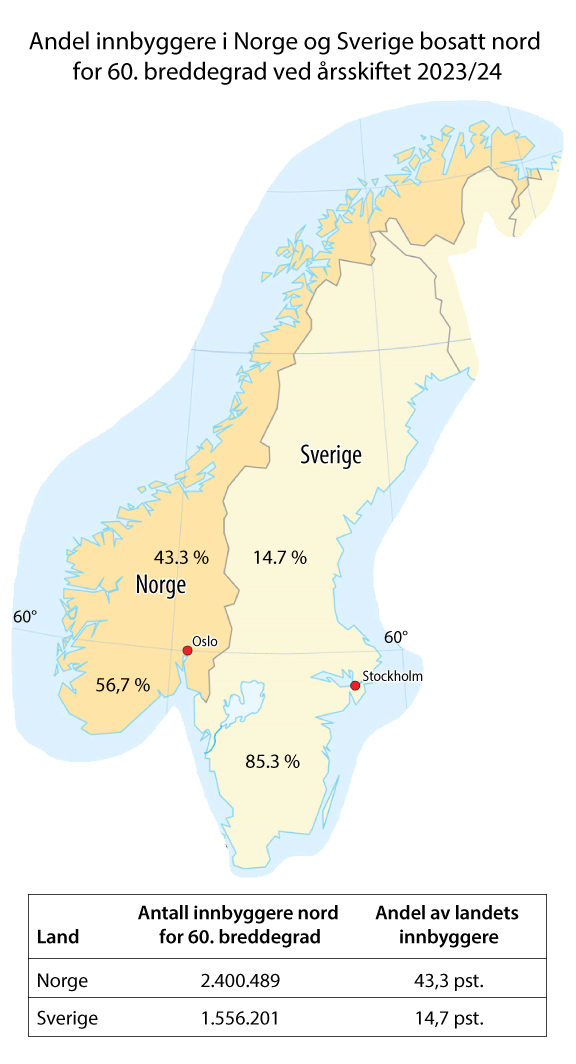 Andel innbyggere i Norge og Sverige bosatt nord
for 60. breddegrad ved årsskiftet 2023/24
Sverige
43.3 %
14.7 %
Norge
60°
60°
Oslo
Stockholm
56,7 %
85.3 %
Land
Antall innbyggere nord
for 60. breddegrad
Andel av landets
innbyggere
Norge
2.400.489
43,3 pst.
Sverige
1.556.201
14,7 pst.